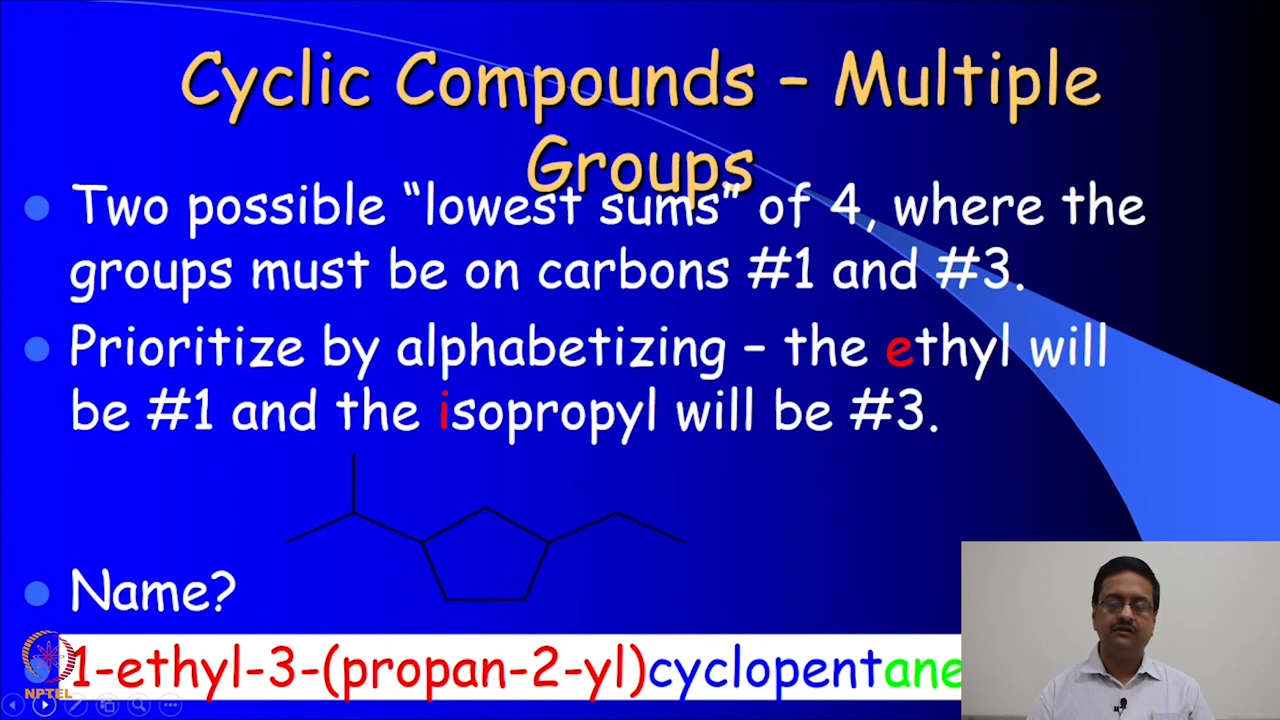 Cyclic Compounds – Multiple
Groups
Two possible “lowest sums” of 4, where the
groups must be on carbons #1 and #3.
Prioritize by alphabetizing – the ethyl will
be #1 and the isopropyl will be #3.
Name?
1-ethyl-3-(propan-2-yl)cyclopentane
NPTEL